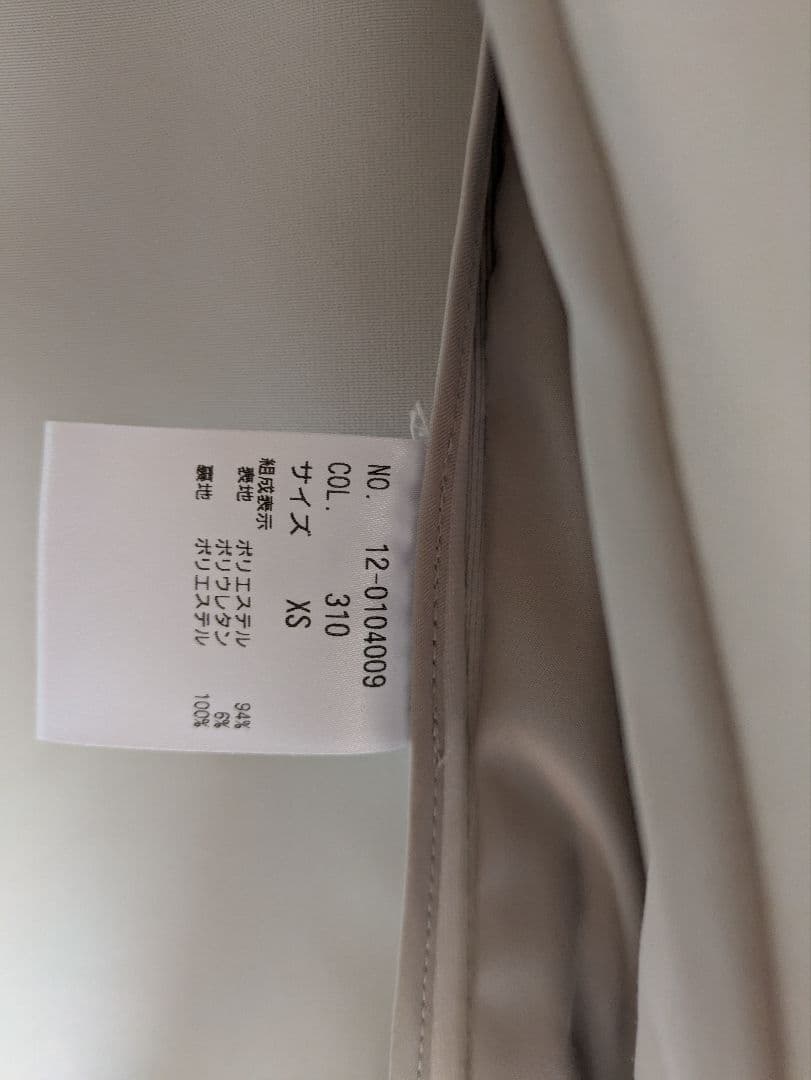 NO. 12-0104009
COL. 310
サイズ XS
組成表示
表地 ポリエステル 94%
ポリウレタン 6%
裏地 ポリエステル 100%